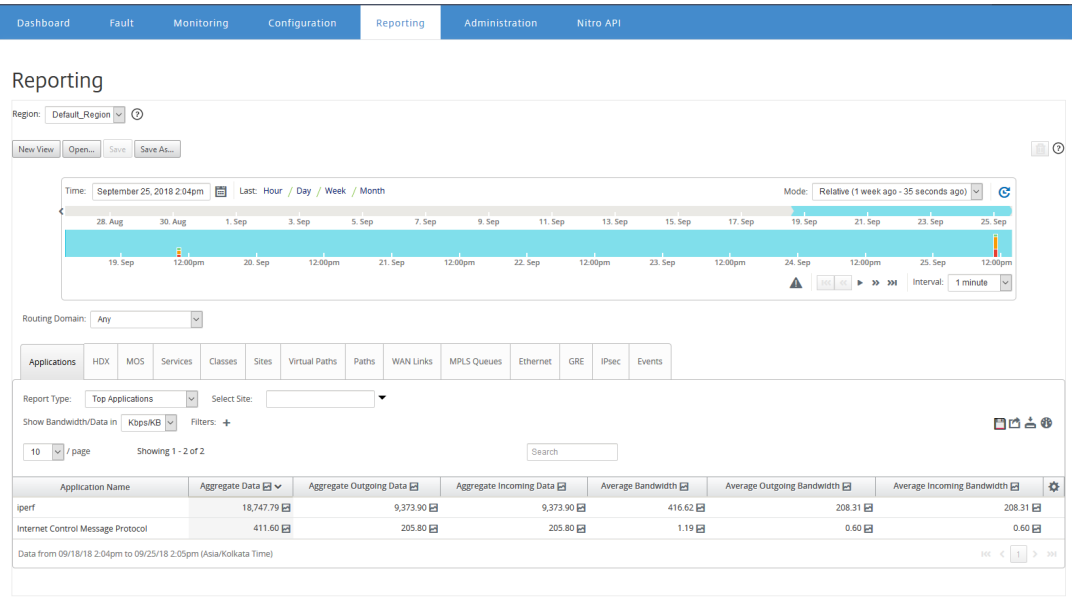 Dashboard Fault Monitoring Configuration Reporting Administration Nitro API
Reporting
Region: Default_Region ?
New View Open... Save Save As... ?
Time: September 25, 2018 2:04pm Last: Hour / Day / Week / Month Mode: Relative (1 week ago - 35 seconds ago)
28. Aug 30. Aug 1. Sep 3. Sep 5. Sep 7. Sep 9. Sep 11. Sep 13. Sep 15. Sep 17. Sep 19. Sep 21. Sep 23. Sep 25. Sep
19. Sep 12:00pm 20. Sep 12:00pm 21. Sep 12:00pm 22. Sep 12:00pm 23. Sep 12:00pm 24. Sep 12:00pm 25. Sep 12:00pm
Interval: 1 minute
Routing Domain: Any
Applications HDX MOS Services Classes Sites Virtual Paths Paths WAN Links MPLS Queues Ethernet GRE IPsec Events
Report Type: Top Applications Select Site:
Show Bandwidth/Data in Kbps/KB Filters: +
10 / page Showing 1 - 2 of 2 Search
Application Name Aggregate Data Aggregate Outgoing Data Aggregate Incoming Data Average Bandwidth Average Outgoing Bandwidth Average Incoming Bandwidth
iperf 18,747.79 9,373.90 9,373.90 416.62 208.31 208.31
Internet Control Message Protocol 411.60 205.80 205.80 1.19 0.60 0.60
Data from 09/18/18 2:04pm to 09/25/18 2:05pm (Asia/Kolkata Time) 1